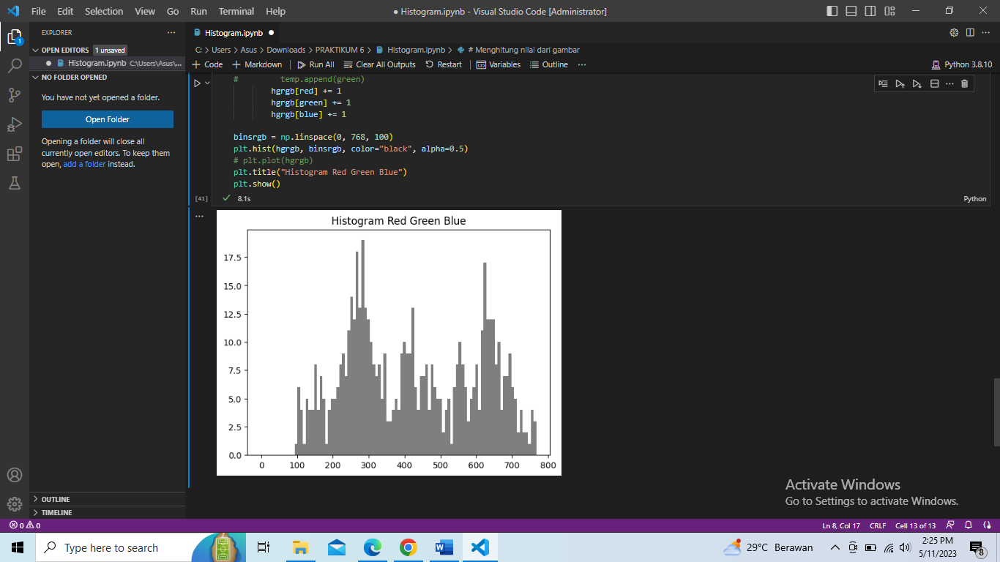 File Edit Selection View Go Run Terminal Help
● Histogram.ipynb - Visual Studio Code [Administrator]
EXPLORER
Histogram.ipynb ●
1
OPEN EDITORS 1 unsaved
● Histogram.ipynb C:\Users\Asus\...
NO FOLDER OPENED
You have not yet opened a folder.
Open Folder
Opening a folder will close all
currently open editors. To keep them
open, add a folder instead.
OUTLINE
TIMELINE
C: > Users > Asus > Downloads > PRAKTIKUM 6 > Histogram.ipynb > # Menghitung nilai dari gambar
+ Code + Markdown Run All Clear All Outputs Restart Variables Outline ...
Python 3.8.10
# temp.append(green)
hgrgb[red] += 1
hgrgb[green] += 1
hgrgb[blue] += 1
binsrgb = np.linspace(0, 768, 100)
plt.hist(hgrgb, binsrgb, color="black", alpha=0.5)
# plt.plot(hgrgb)
plt.title("Histogram Red Green Blue")
plt.show()
[41] ✓ 8.1s
Python
Histogram Red Green Blue
17.5
15.0
12.5
10.0
7.5
5.0
2.5
0.0
0 100 200 300 400 500 600 700 800
Activate Windows
Go to Settings to activate Windows.
0 0
Ln 8, Col 17 CRLF Cell 13 of 13
Type here to search
29°C Berawan
2:25 PM
5/11/2023
8